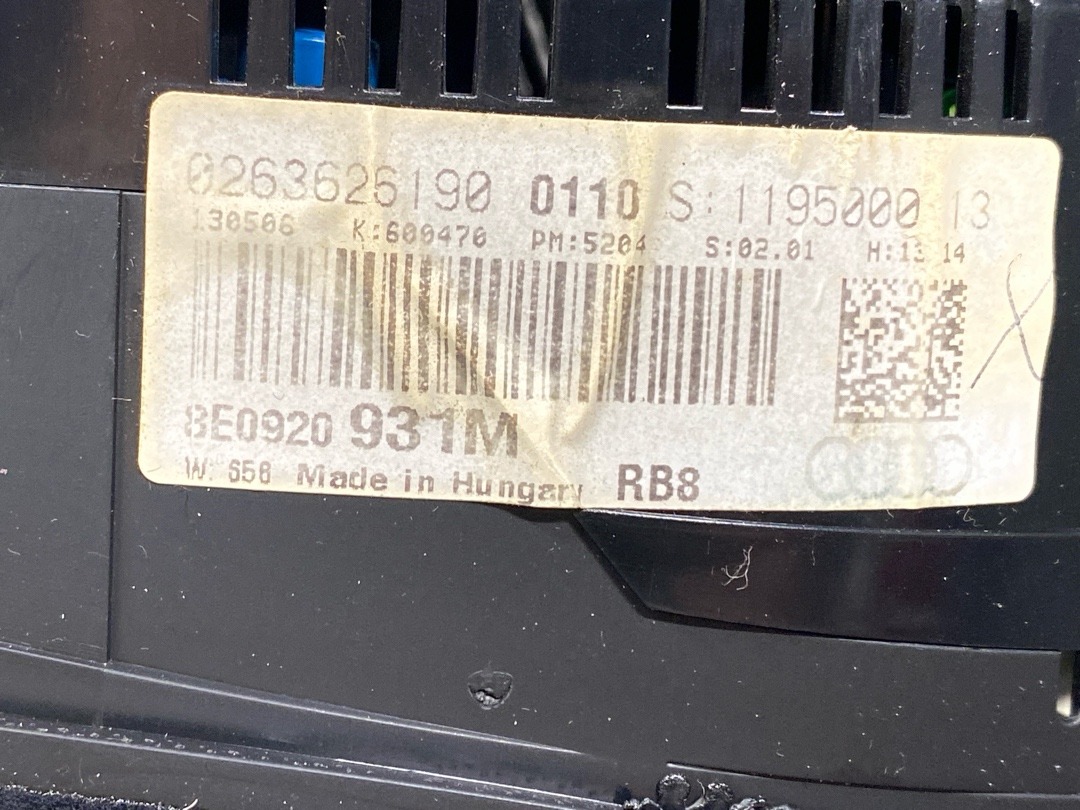 0263626190 0110 S:1195000 13
130506 K:600470 PM:5204 S:02.01 H:13 14
8E0920 931M
W: 656 Made in Hungary RB8